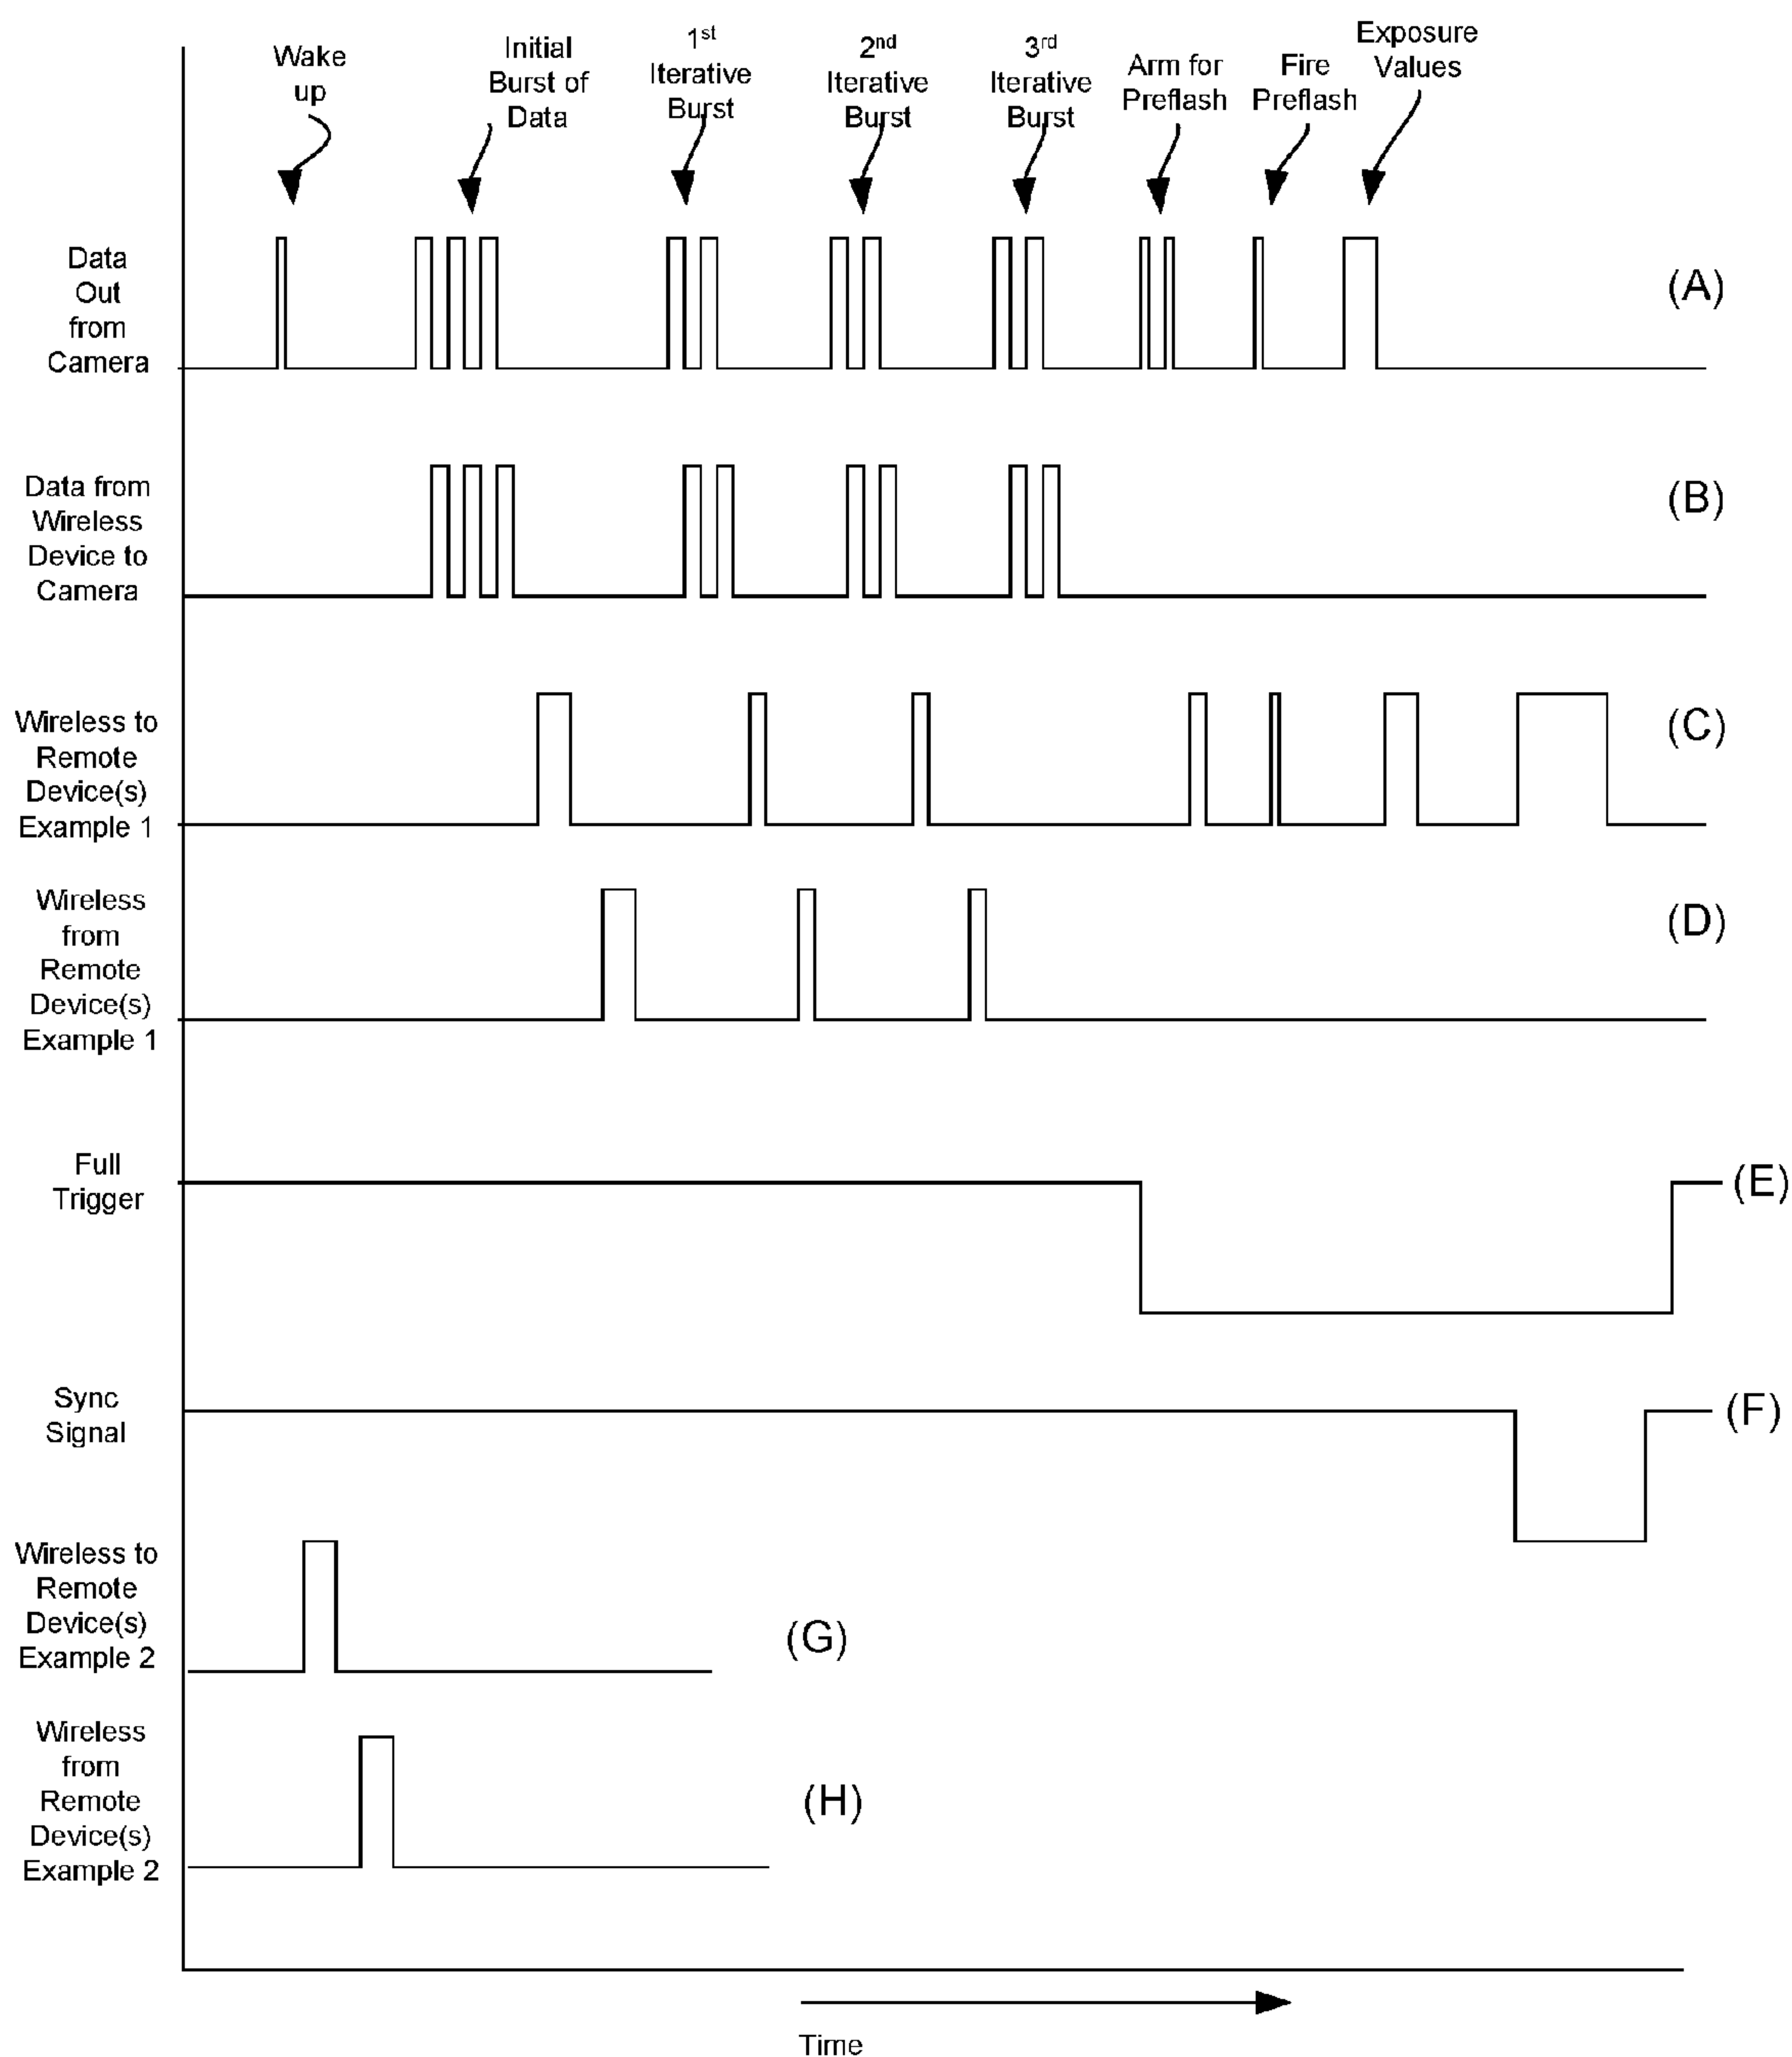 Wake
up
Initial
Burst of
Data
1st
Iterative
Burst
2nd
Iterative
Burst
3rd
Iterative
Burst
Arm for
Preflash
Fire
Preflash
Exposure
Values
Data
Out
from
Camera
(A)
Data from
Wireless
Device to
Camera
(B)
Wireless to
Remote
Device(s)
Example 1
(C)
Wireless
from
Remote
Device(s)
Example 1
(D)
Full
Trigger
(E)
Sync
Signal
(F)
Wireless to
Remote
Device(s)
Example 2
(G)
Wireless
from
Remote
Device(s)
Example 2
(H)
Time